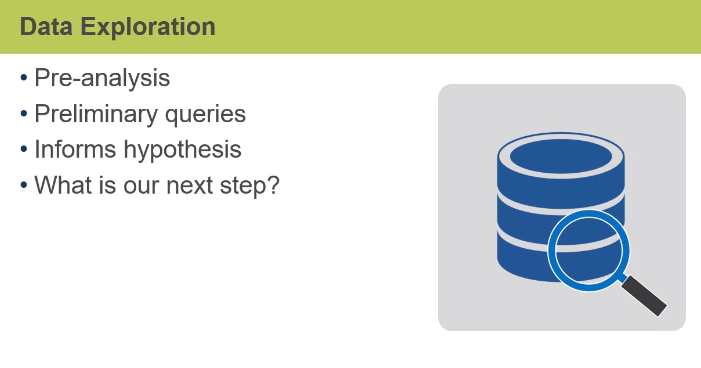 Data Exploration
• Pre-analysis
• Preliminary queries
• Informs hypothesis
• What is our next step?